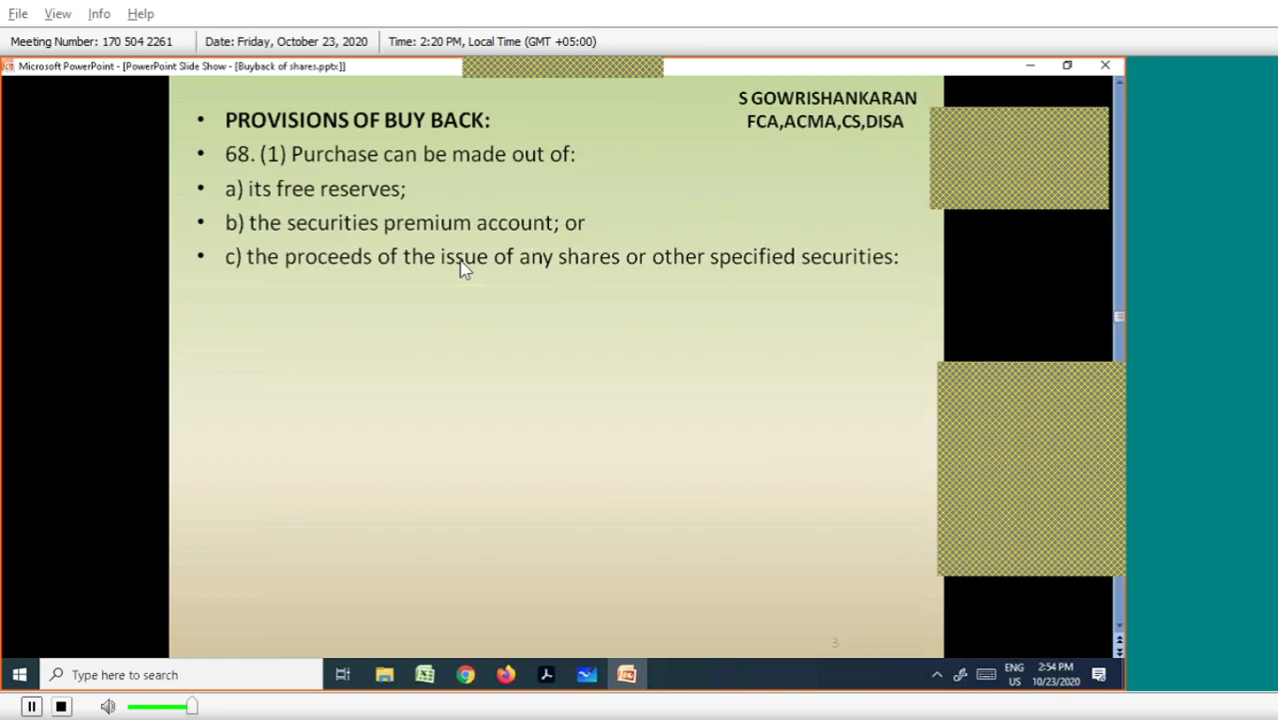 File View Info Help
Meeting Number: 170 504 2261 Date: Friday, October 23, 2020 Time: 2:20 PM, Local Time (GMT +05:00)
Microsoft PowerPoint - [PowerPoint Slide Show - [Buyback of shares.pptx]]
S GOWRISHANKARAN
FCA,ACMA,CS,DISA
• PROVISIONS OF BUY BACK:
• 68. (1) Purchase can be made out of:
• a) its free reserves;
• b) the securities premium account; or
• c) the proceeds of the issue of any shares or other specified securities:
3
Type here to search
ENG
US
2:54 PM
10/23/2020